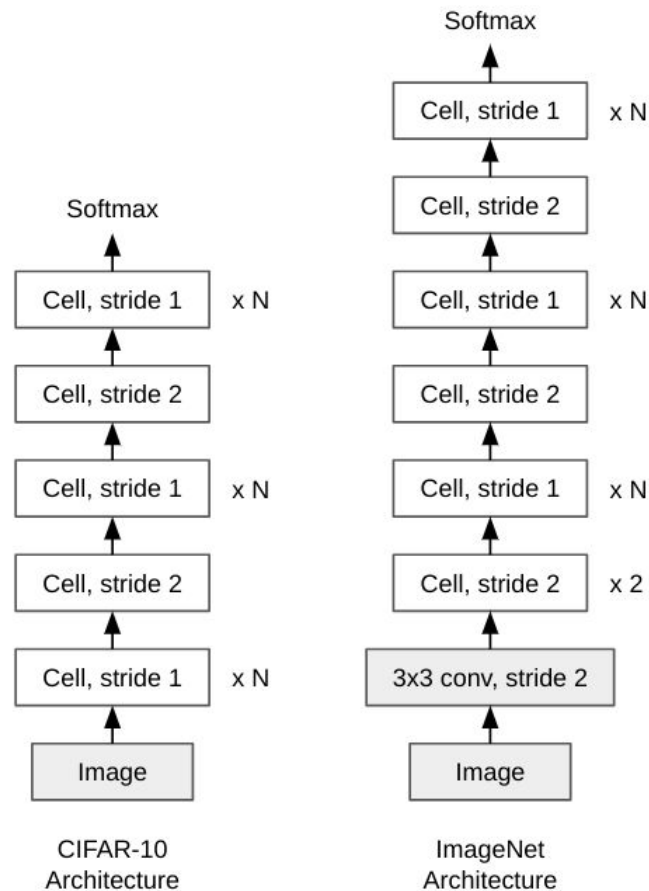 Softmax
Cell, stride 1 x N
Cell, stride 2
Cell, stride 1 x N
Cell, stride 2
Cell, stride 1 x N
Image
CIFAR-10
Architecture
Softmax
Cell, stride 1 x N
Cell, stride 2
Cell, stride 1 x N
Cell, stride 2
Cell, stride 1 x N
Cell, stride 2 x 2
3x3 conv, stride 2
Image
ImageNet
Architecture